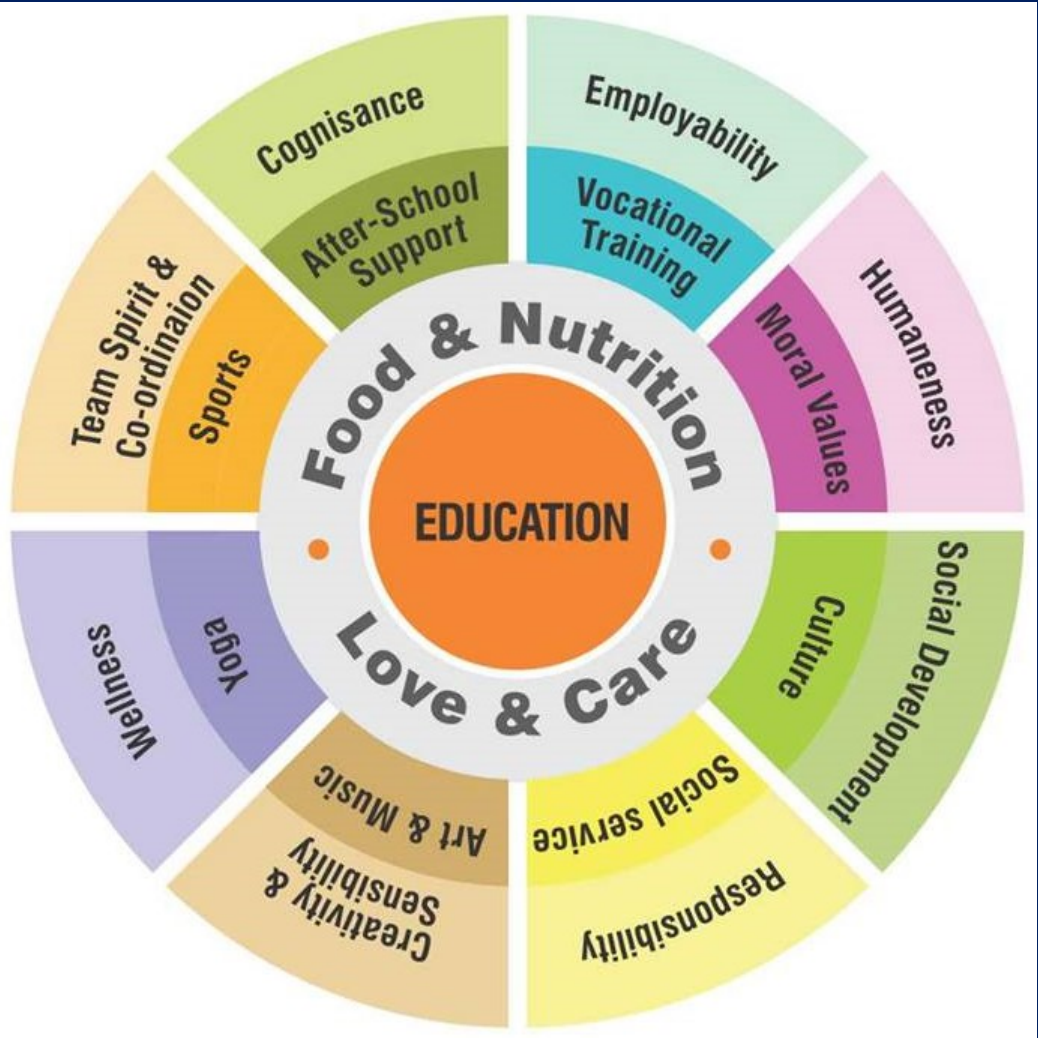 Cognisance
After-School
Support
Employability
Vocational
Training
Humaneness
Moral Values
Social Development
Culture
Responsibility
Social service
Creativity &
Sensibility
Art & Music
Wellness
Yoga
Team Spirit &
Co-ordinaion
Sports
Food & Nutrition
EDUCATION
Love & Care